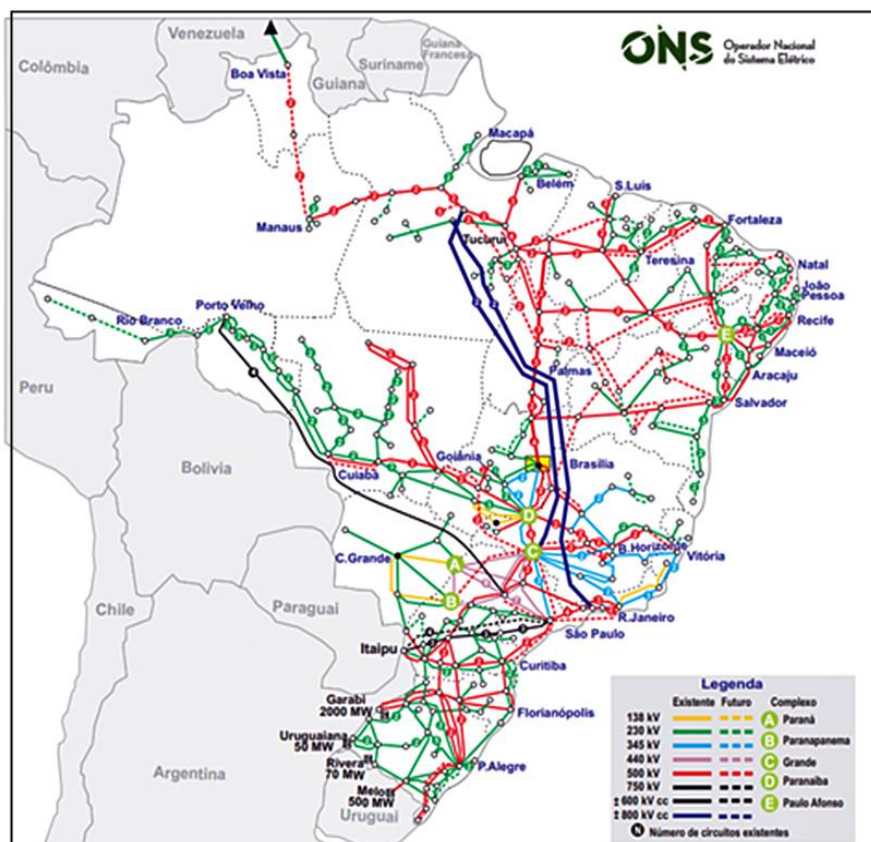 ONS Operador Nacional
do Sistema Elétrico
Venezuela
Colômbia
Suriname
Guiana
Francesa
Guiana
Boa Vista
Macapá
Belém
S.Luis
Manaus
Tucuruí
Fortaleza
Teresina
Natal
João
Pessoa
Recife
Maceió
Aracaju
Salvador
E
Rio Branco
Porto Velho
Peru
Palmas
Bolivia
Cuiabá
Goiânia
Brasília
D
C
B.Horizonte
Vitória
C.Grande
A
B
Paraguai
Chile
R.Janeiro
São Paulo
Itaipu
Curitiba
Garabi
2000 MW
Florianópolis
Uruguaiana
50 MW
Rivera
70 MW
P.Alegre
Melo
500 MW
Argentina
Uruguai
Legenda
Existente Futuro Complexo
138 kV A Paraná
230 kV
345 kV B Paranapanema
440 kV C Grande
500 kV
750 kV D Paranaíba
± 600 kV cc E Paulo Afonso
± 800 kV cc
N Número de circuitos existentes